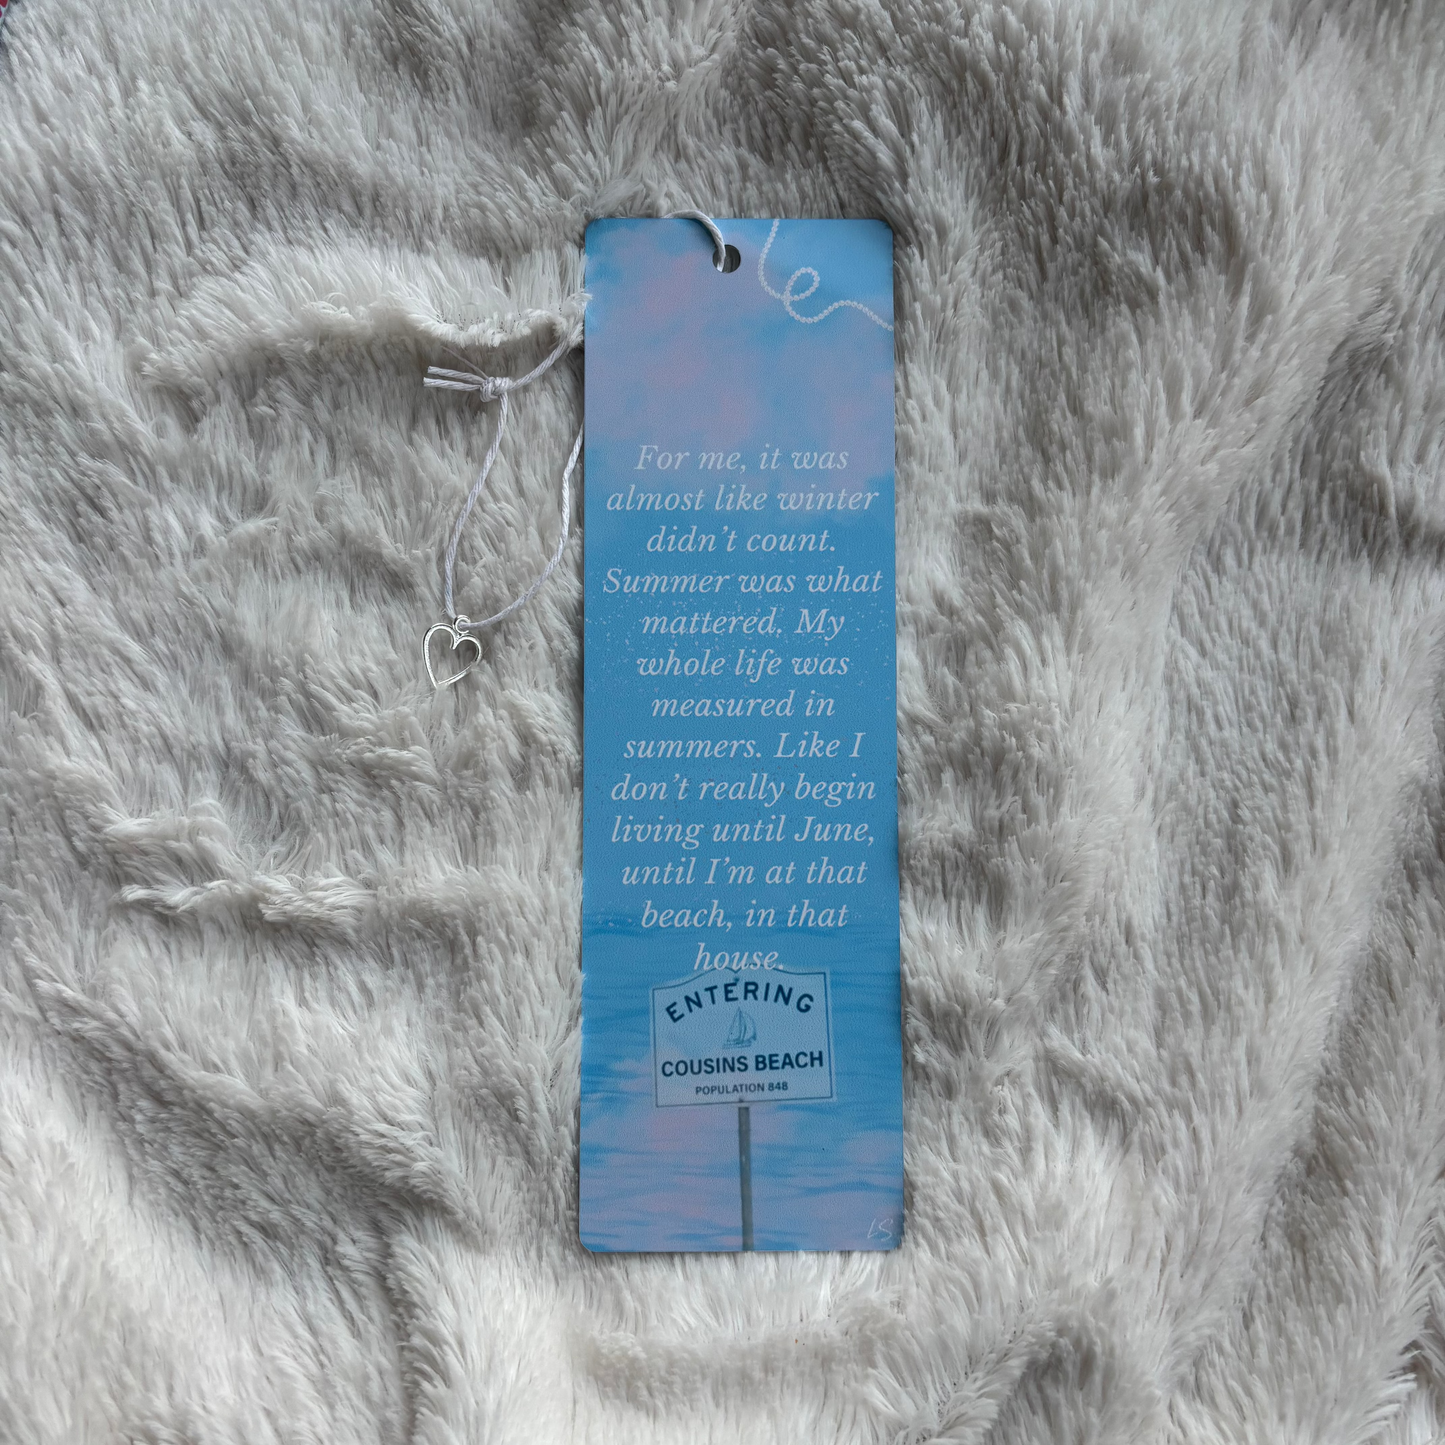 For me, it was
almost like winter
didn’t count.
Summer was what
mattered. My
whole life was
measured in
summers. Like I
don’t really begin
living until June,
until I’m at that
beach, in that
house.
ENTERING
COUSINS BEACH
POPULATION 848
LS